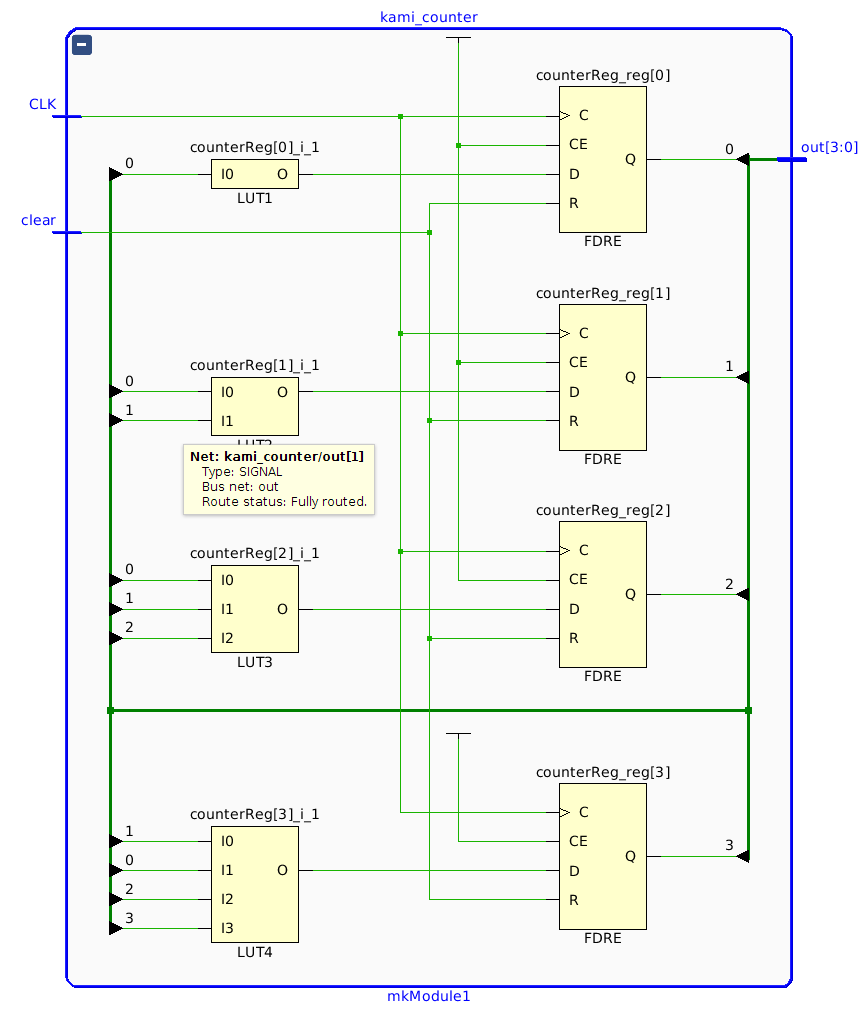 kami_counter
counterReg_reg[0]
CLK
C
counterReg[0]_i_1
CE
0
out[3:0]
0
I0
O
D
Q
LUT1
R
clear
FDRE
counterReg_reg[1]
C
counterReg[1]_i_1
CE
0
I0
O
D
Q
1
1
I1
R
LUT2
Net: kami_counter/out[1]
Type: SIGNAL
Bus net: out
Route status: Fully routed.
FDRE
counterReg_reg[2]
counterReg[2]_i_1
C
0
I0
CE
Q
2
1
I1
O
D
2
I2
R
LUT3
FDRE
counterReg_reg[3]
counterReg[3]_i_1
C
1
I0
CE
Q
3
0
I1
O
D
2
I2
R
3
I3
LUT4
FDRE
mkModule1